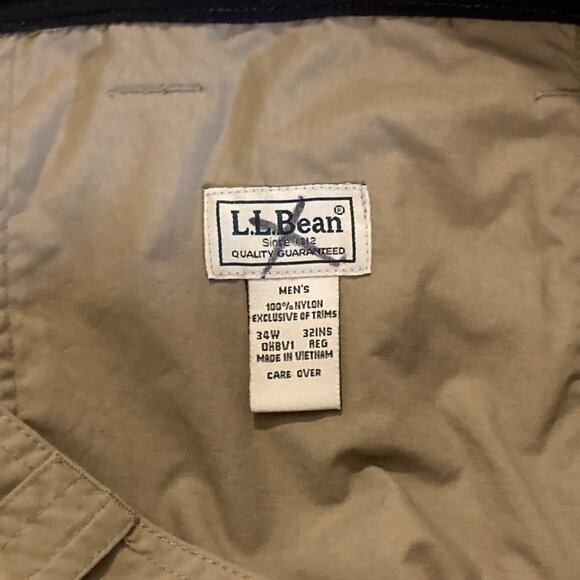 L.L.Bean®
Since 1912
QUALITY GUARANTEED
MEN'S
100% NYLON
EXCLUSIVE OF TRIMS
34W 32INS
0HBV1 REG
MADE IN VIETNAM
CARE OVER